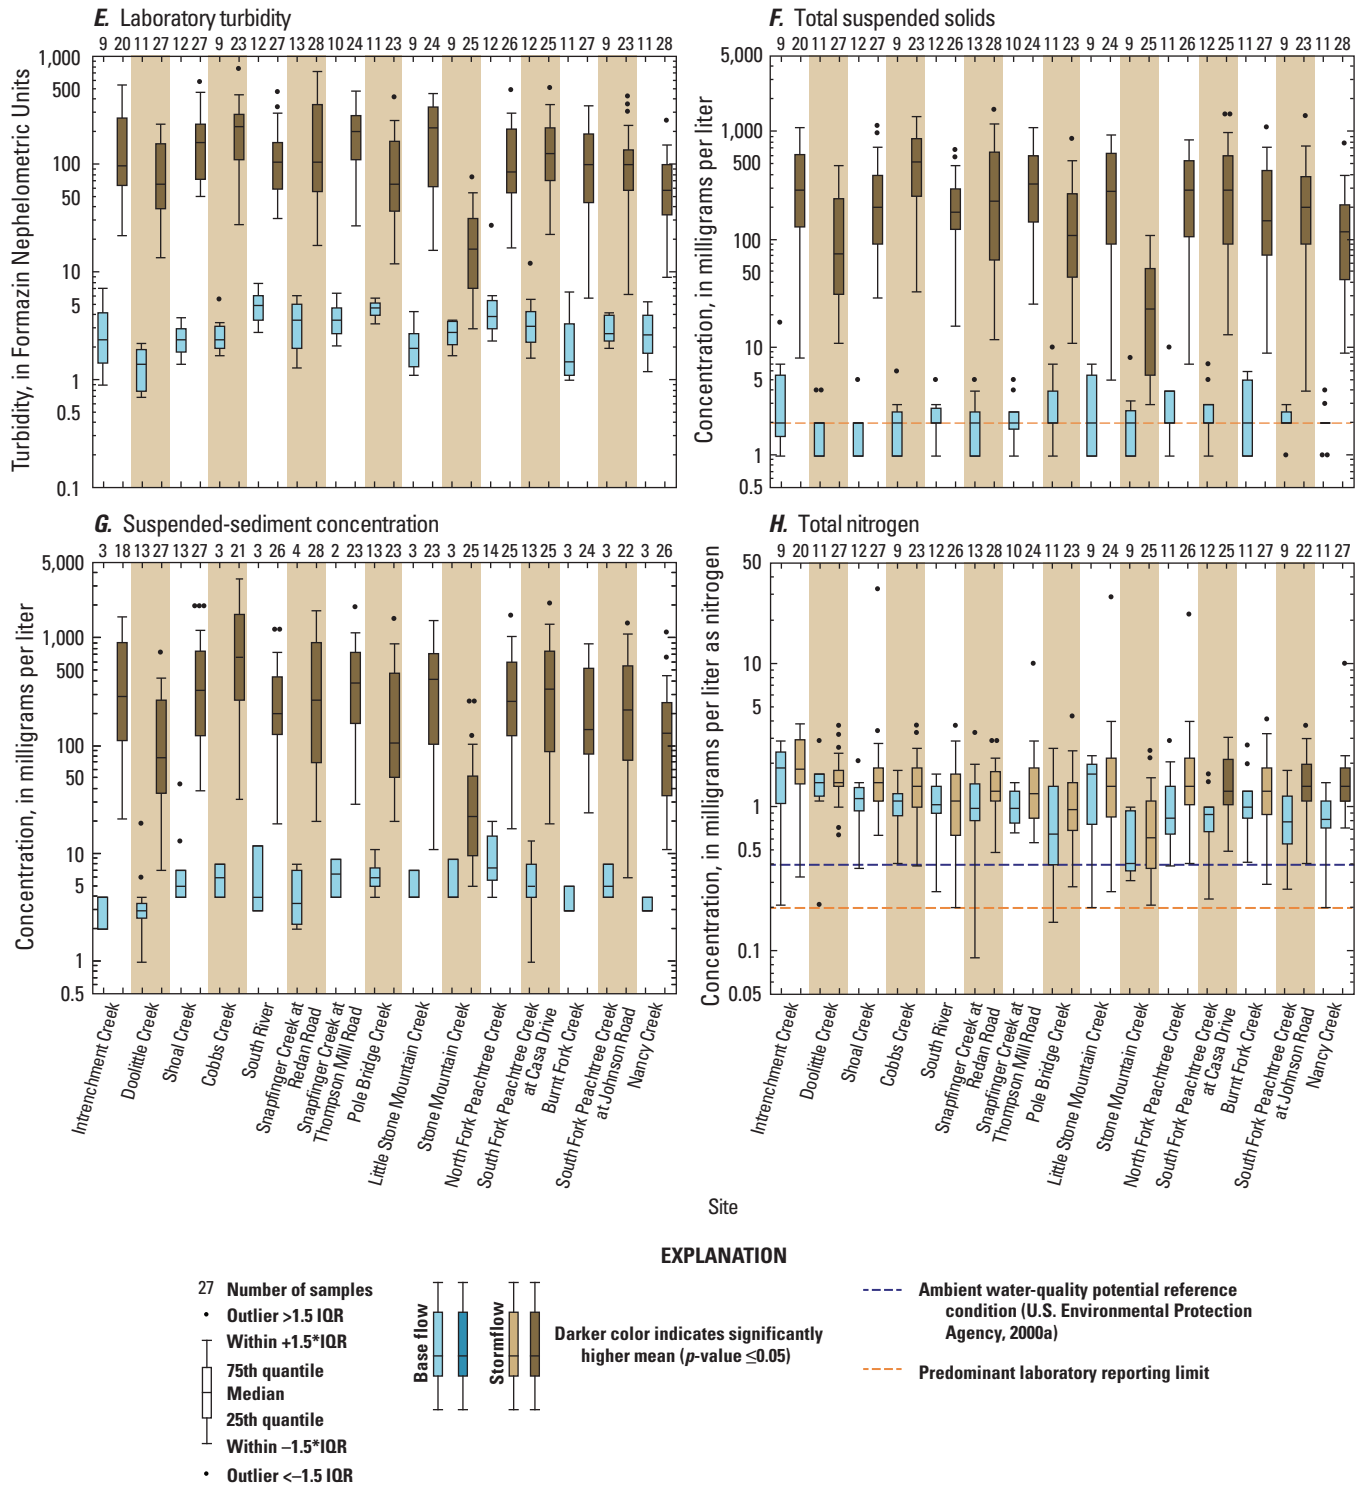 E. Laboratory turbidity
9 20 11 27 12 27 9 23 12 27 13 28 10 24 11 23 9 24 9 25 12 26 12 25 11 27 9 23 11 28
1,000
500
100
50
10
5
1
0.5
0.1
Turbidity, in Formazin Nephelometric Units
F. Total suspended solids
9 20 11 27 12 27 9 23 12 26 13 28 10 24 11 23 9 24 9 25 11 26 12 25 11 27 9 23 11 28
5,000
1,000
500
100
50
10
5
1
0.5
Concentration, in milligrams per liter
G. Suspended-sediment concentration
3 18 13 27 13 27 3 21 3 26 4 28 2 23 13 23 3 23 3 25 14 25 13 25 3 24 3 22 3 26
5,000
1,000
500
100
50
10
5
1
0.5
Concentration, in milligrams per liter
H. Total nitrogen
9 20 11 27 12 27 9 23 12 26 13 28 10 24 11 23 9 24 9 25 11 26 12 25 11 27 9 22 11 27
50
10
5
1
0.5
0.1
0.05
Concentration, in milligrams per liter as nitrogen
Intrenchment Creek
Doolittle Creek
Shoal Creek
Cobbs Creek
South River
Snapfinger Creek at
Redan Road
Snapfinger Creek at
Thompson Mill Road
Pole Bridge Creek
Little Stone Mountain Creek
Stone Mountain Creek
North Fork Peachtree Creek
South Fork Peachtree Creek
at Casa Drive
Burnt Fork Creek
South Fork Peachtree Creek
at Johnson Road
Nancy Creek
Intrenchment Creek
Doolittle Creek
Shoal Creek
Cobbs Creek
South River
Snapfinger Creek at
Redan Road
Snapfinger Creek at
Thompson Mill Road
Pole Bridge Creek
Little Stone Mountain Creek
Stone Mountain Creek
North Fork Peachtree Creek
South Fork Peachtree Creek
at Casa Drive
Burnt Fork Creek
South Fork Peachtree Creek
at Johnson Road
Nancy Creek
Site
EXPLANATION
27 Number of samples
Outlier >1.5 IQR
Within +1.5*IQR
75th quantile
Median
25th quantile
Within –1.5*IQR
Outlier <–1.5 IQR
Base flow
Stormflow
Darker color indicates significantly
higher mean (p-value ≤0.05)
Ambient water-quality potential reference
condition (U.S. Environmental Protection
Agency, 2000a)
Predominant laboratory reporting limit